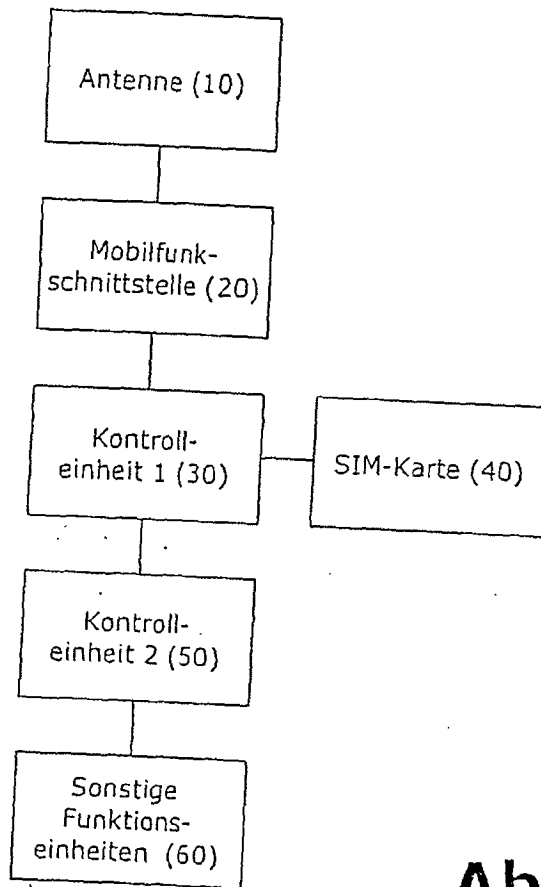 Antenne (10)
Mobilfunk-
schnittstelle (20)
Kontroll-
einheit 1 (30)
SIM-Karte (40)
Kontroll-
einheit 2 (50)
Sonstige
Funktions-
einheiten (60)
Ab